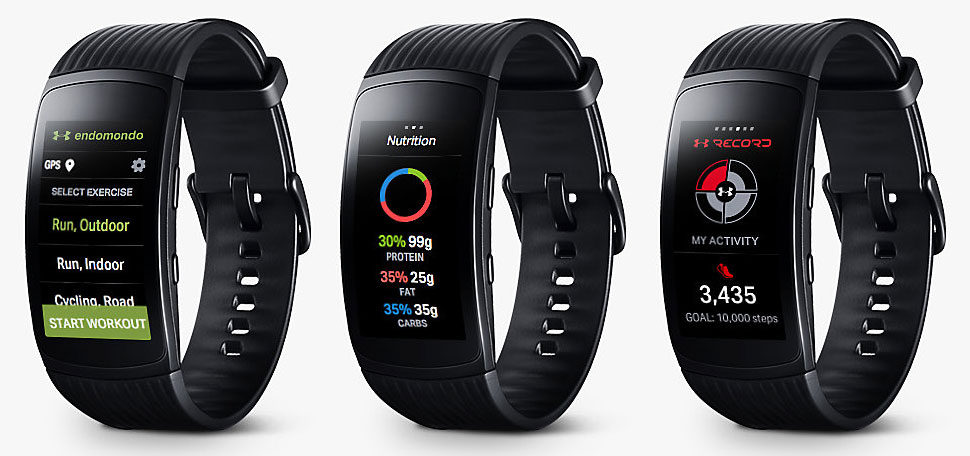 endomondo
GPS
SELECT EXERCISE
Run, Outdoor
Run, Indoor
Cycling, Road
START WORKOUT
Nutrition
30% 99g
PROTEIN
35% 25g
FAT
35% 35g
CARBS
RECORD
MY ACTIVITY
3,435
GOAL: 10,000 steps